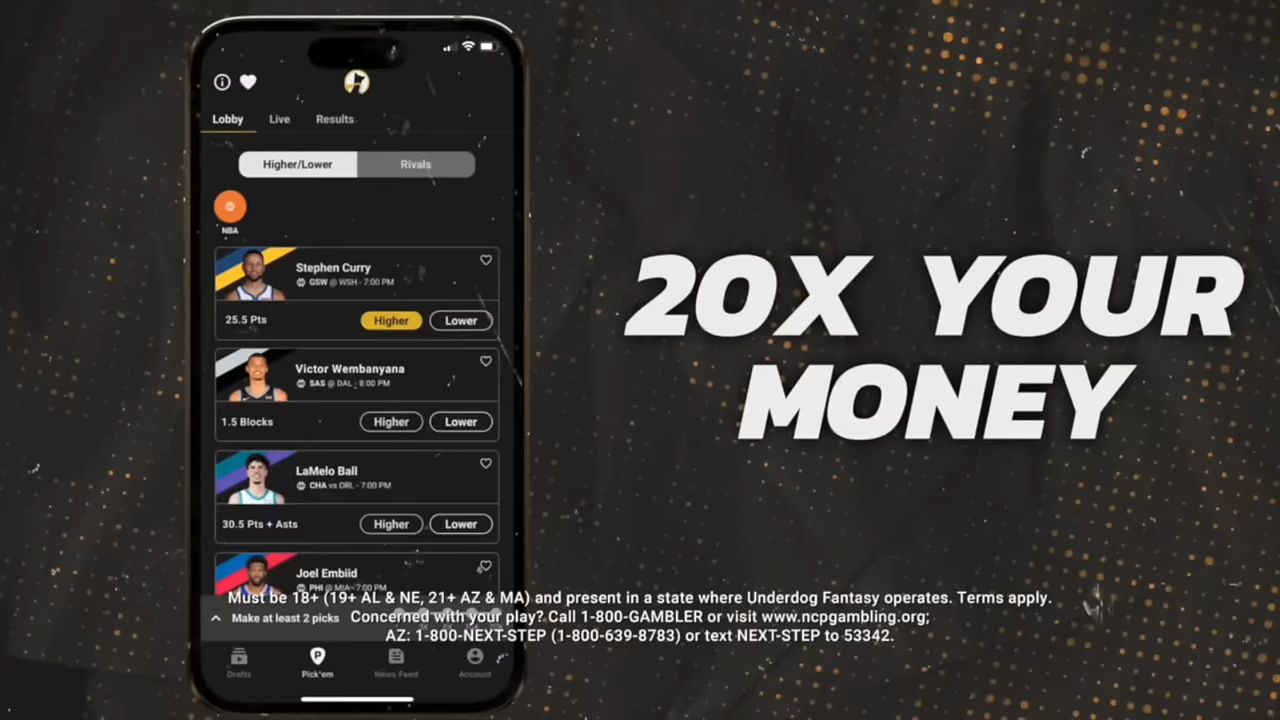 Lobby Live Results
Higher/Lower Rivals
NBA
Stephen Curry
GSW @ WSH - 7:00 PM
25.5 Pts Higher Lower
Victor Wembanyana
SAS @ DAL - 8:00 PM
1.5 Blocks Higher Lower
LaMelo Ball
CHA vs ORL - 7:00 PM
30.5 Pts + Asts Higher Lower
Joel Embiid
PHI @ MIA - 7:00 PM
Make at least 2 picks
Drafts Pick'em News Feed Account
20X YOUR
MONEY
Must be 18+ (19+ AL & NE, 21+ AZ & MA) and present in a state where Underdog Fantasy operates. Terms apply.
Concerned with your play? Call 1-800-GAMBLER or visit www.ncpgambling.org;
AZ: 1-800-NEXT-STEP (1-800-639-8783) or text NEXT-STEP to 53342.